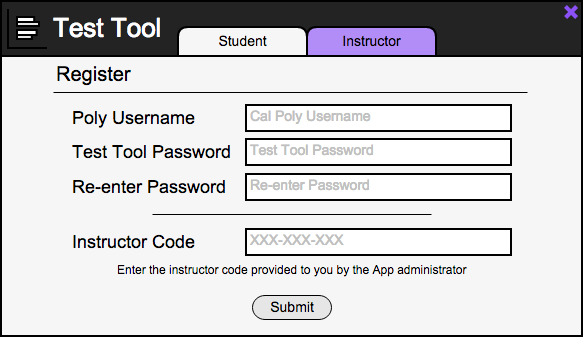 Test Tool
Student
Instructor
Register
Poly Username
Cal Poly Username
Test Tool Password
Test Tool Password
Re-enter Password
Re-enter Password
Instructor Code
XXX-XXX-XXX
Enter the instructor code provided to you by the App administrator
Submit